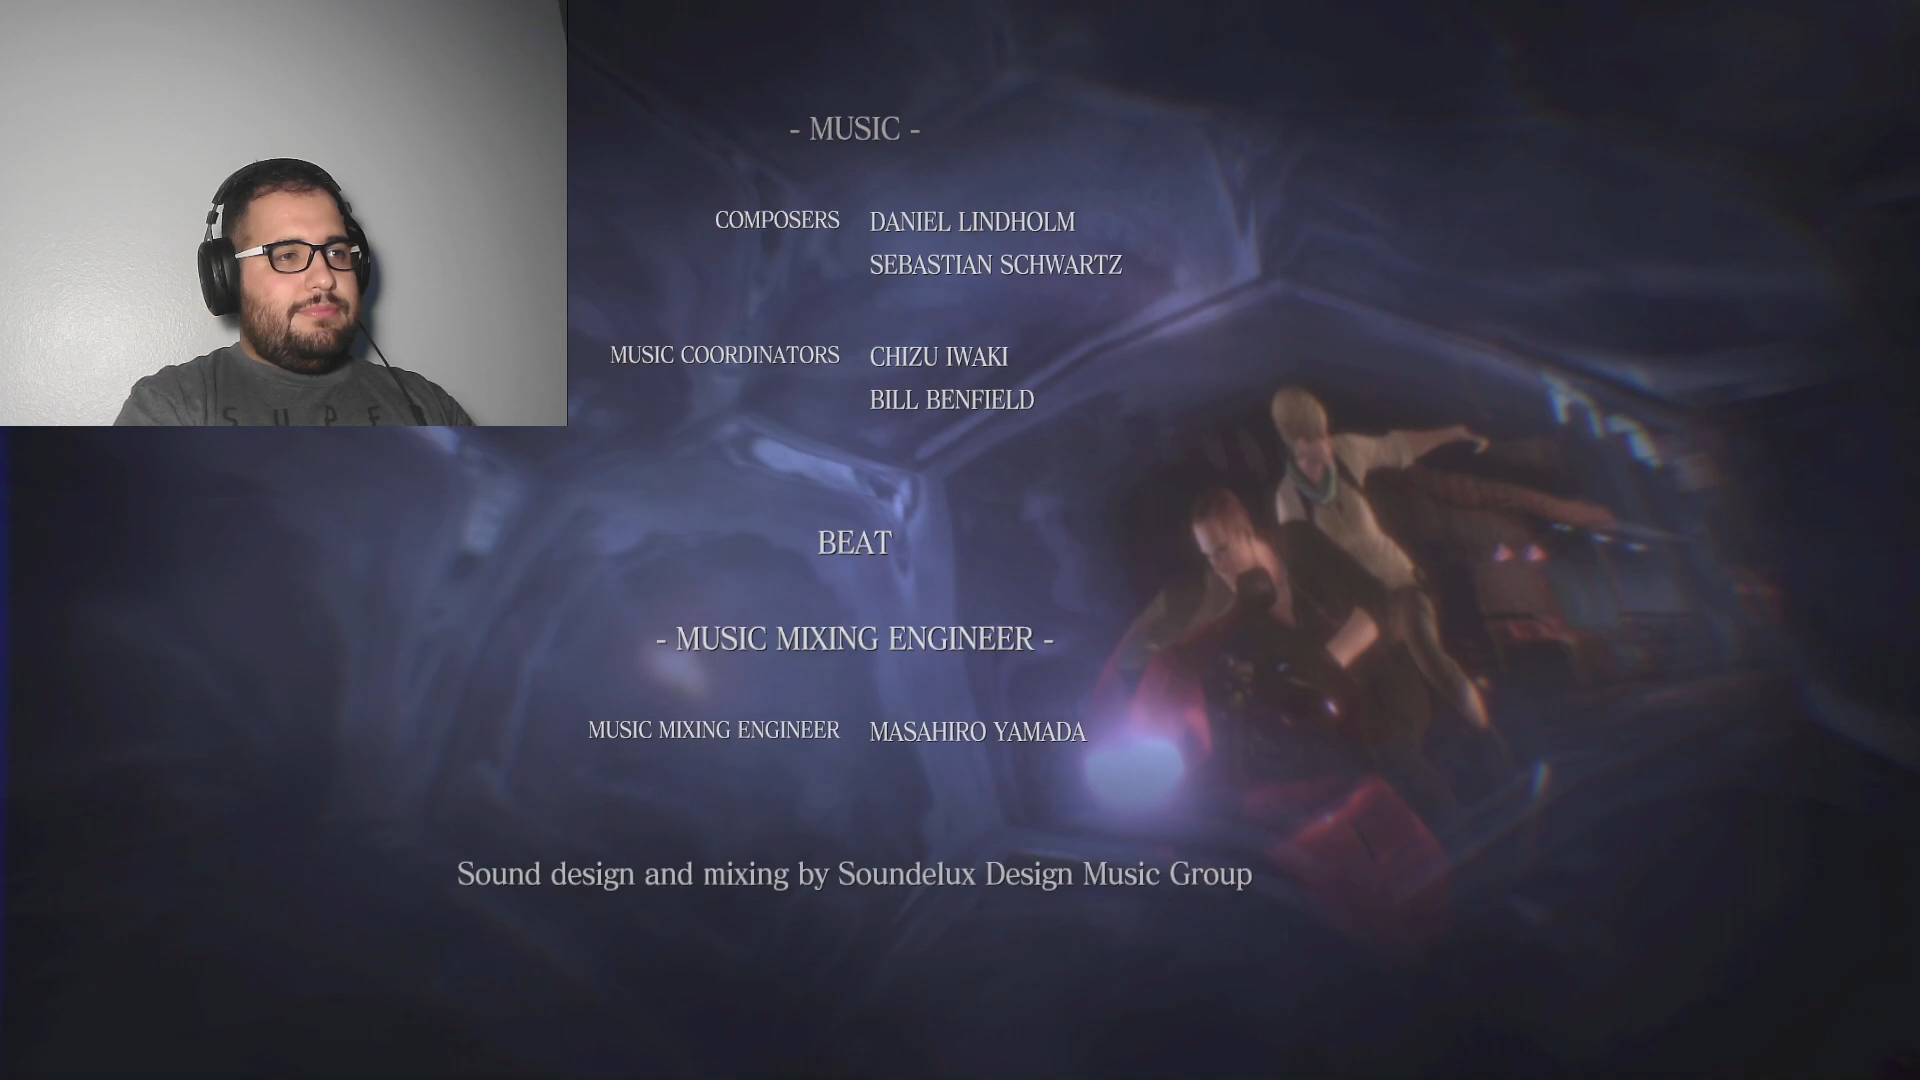 - MUSIC -
COMPOSERS DANIEL LINDHOLM
SEBASTIAN SCHWARTZ
MUSIC COORDINATORS CHIZU IWAKI
BILL BENFIELD
BEAT
- MUSIC MIXING ENGINEER -
MUSIC MIXING ENGINEER MASAHIRO YAMADA
Sound design and mixing by Soundelux Design Music Group
S U P E